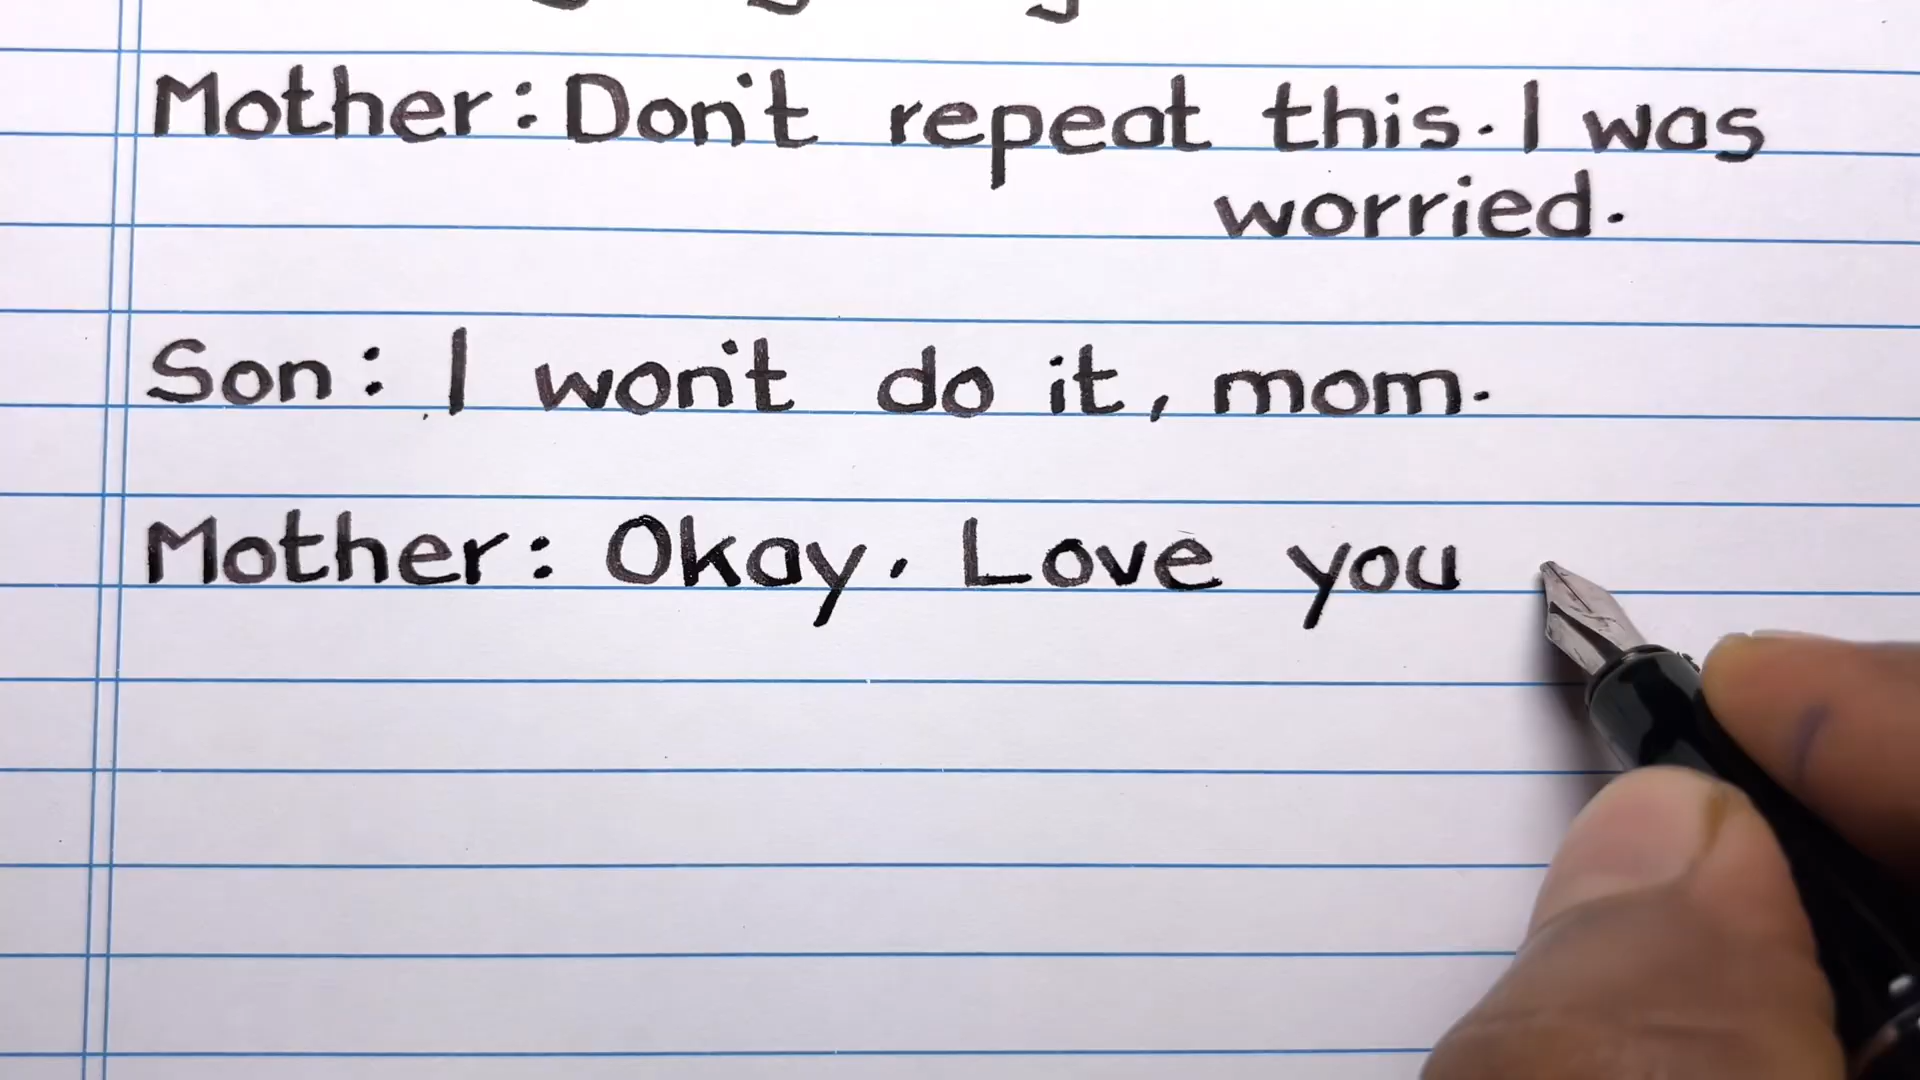 Mother: Don't repeat this. I was
worried.
Son: I won't do it, mom.
Mother: Okay. Love you